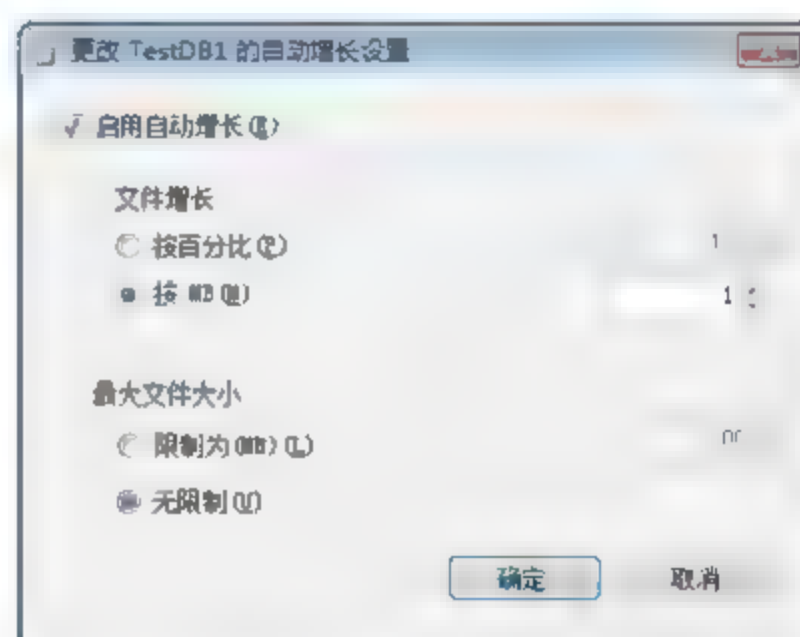 更改 TestDB1 的自动增长设置
启用自动增长(E)
文件增长
按百分比(P) 1
按 MB(M) 1
最大文件大小
限制为(MB)(L)
无限制(U)
确定 取消